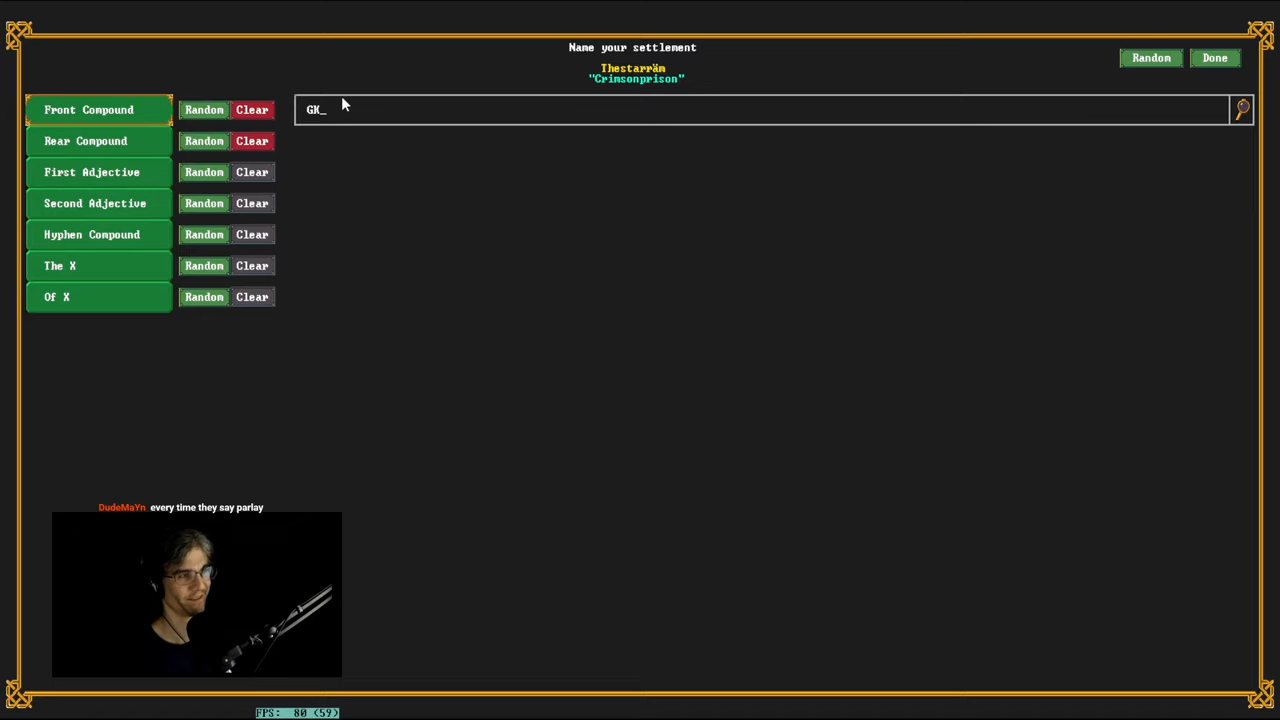 Name your settlement
Ihestarräm
"Crimsonprison"
Random Done
Front Compound Random Clear GK_
Rear Compound Random Clear
First Adjective Random Clear
Second Adjective Random Clear
Hyphen Compound Random Clear
The X Random Clear
Of X Random Clear
DudeMaYn every time they say parlay
FPS: 80 (59)